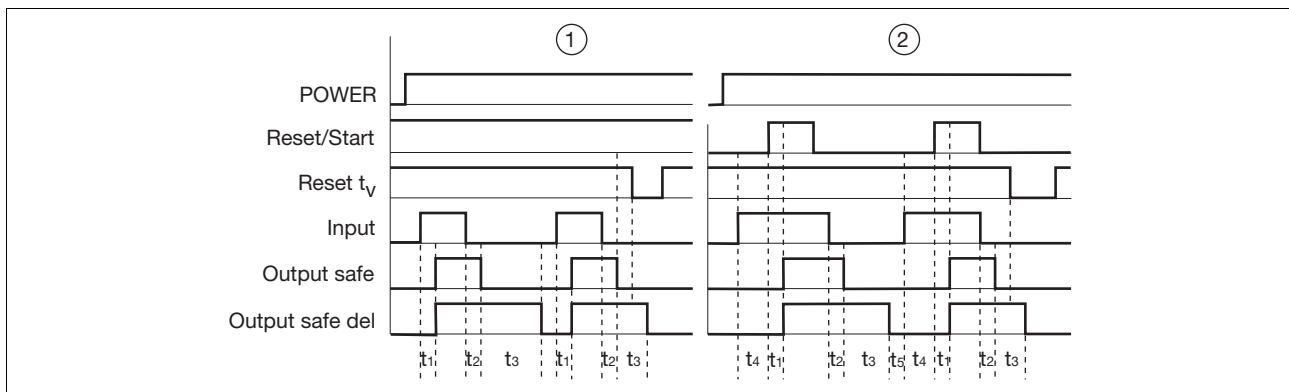 1 2
POWER
Reset/Start
Reset tv
Input
Output safe
Output safe del
t1 t2 t3 t1 t2 t3 t4 t1 t2 t3 t5 t4 t1 t2 t3